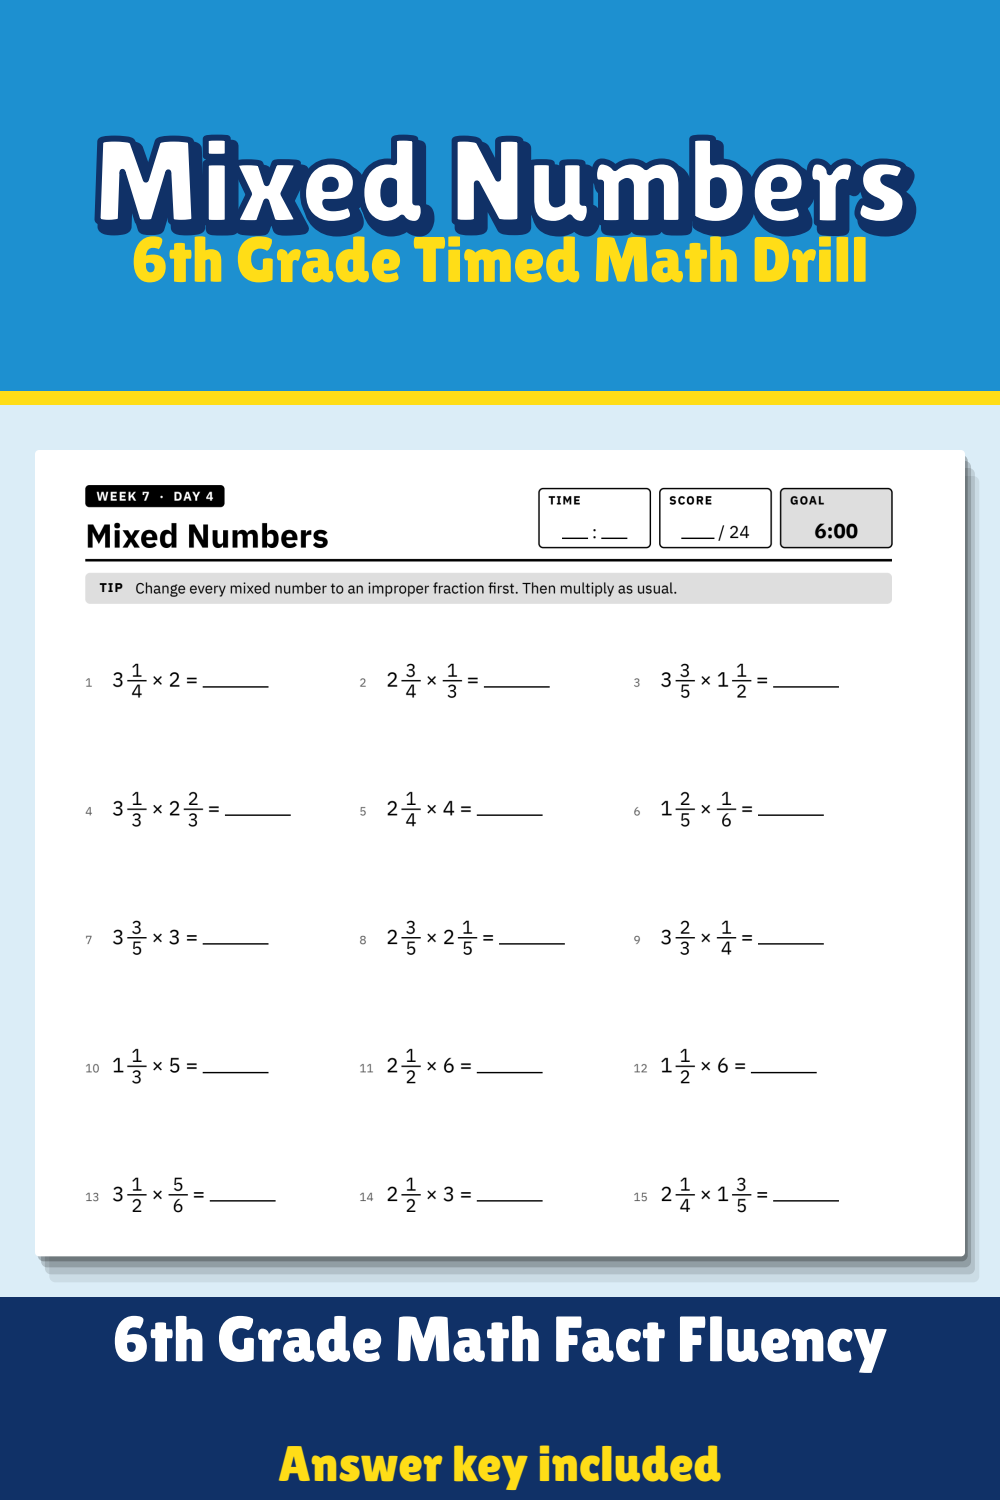 Mixed Numbers
6th Grade Timed Math Drill
WEEK 7 · DAY 4
Mixed Numbers
TIME
__ : __
SCORE
___ / 24
GOAL
6:00
TIP Change every mixed number to an improper fraction first. Then multiply as usual.
1 3 1/4 × 2 = ______
2 2 3/4 × 1/3 = ______
3 3 3/5 × 1 1/2 = ______
4 3 1/3 × 2 2/3 = ______
5 2 1/4 × 4 = ______
6 1 2/5 × 1/6 = ______
7 3 3/5 × 3 = ______
8 2 3/5 × 2 1/5 = ______
9 3 2/3 × 1/4 = ______
10 1 1/3 × 5 = ______
11 2 1/2 × 6 = ______
12 1 1/2 × 6 = ______
13 3 1/2 × 5/6 = ______
14 2 1/2 × 3 = ______
15 2 1/4 × 1 3/5 = ______
6th Grade Math Fact Fluency
Answer key included